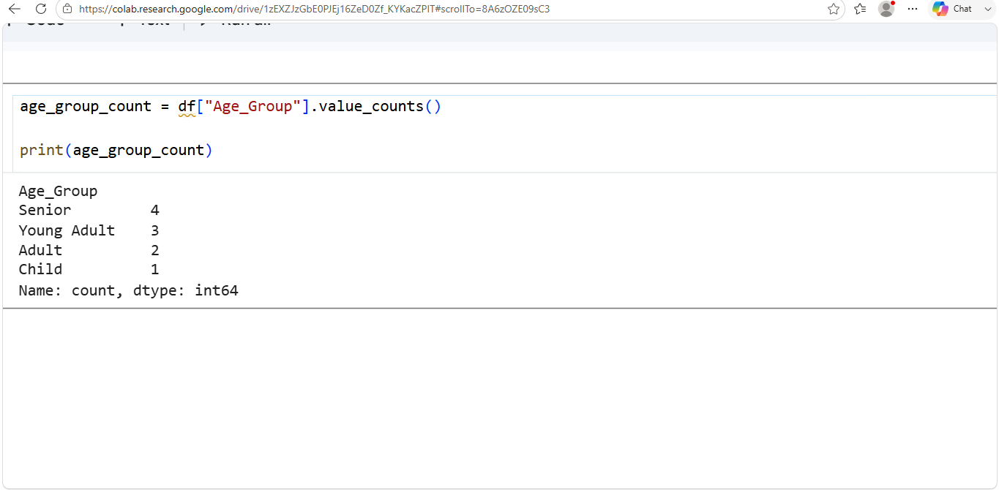 https://colab.research.google.com/drive/1zEXZJzGbE0PJEj16ZeD0Zf_KYKacZPIT#scrollTo=8A6zOZE09sC3
Chat
age_group_count = df["Age_Group"].value_counts()
print(age_group_count)
Age_Group
Senior 4
Young Adult 3
Adult 2
Child 1
Name: count, dtype: int64